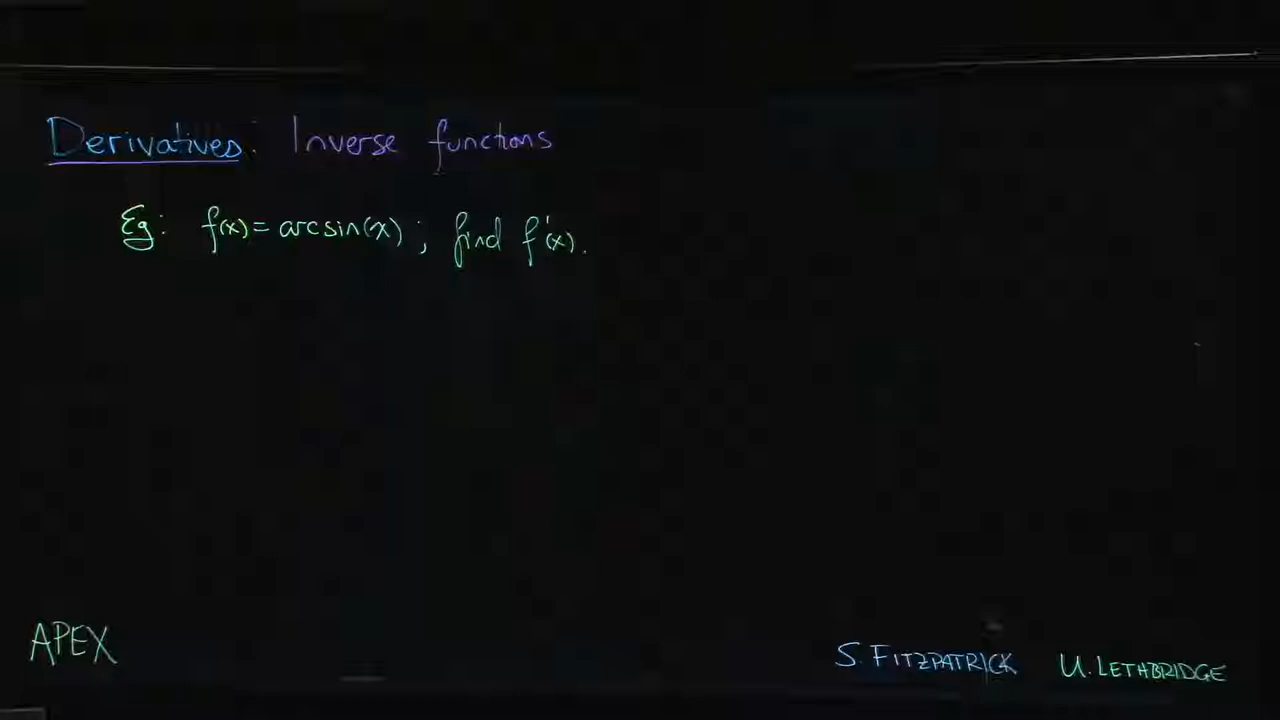 Derivatives: Inverse functions
Eg: f(x) = arcsin(x) ; find f'(x).
APEX
S. FITZPATRICK U. LETHBRIDGE